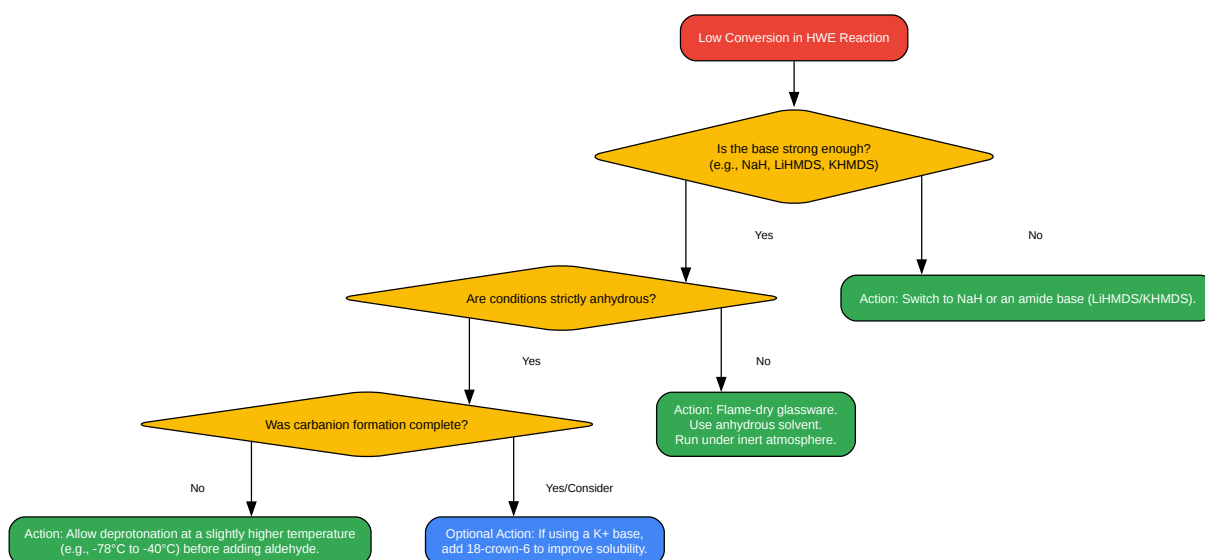 Low Conversion in HWE Reaction
Is the base strong enough?
(e.g., NaH, LiHMDS, KHMDS)
Yes
No
Are conditions strictly anhydrous?
Action: Switch to NaH or an amide base (LiHMDS/KHMDS).
Yes
No
Action: Flame-dry glassware.
Use anhydrous solvent.
Run under inert atmosphere.
Was carbanion formation complete?
No
Yes/Consider
Action: Allow deprotonation at a slightly higher temperature
(e.g., -78°C to -40°C) before adding aldehyde.
Optional Action: If using a K+ base,
add 18-crown-6 to improve solubility.